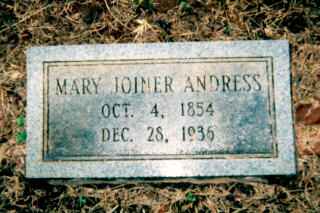 MARY JOINER ANDRESS
OCT. 4, 1854
DEC. 28, 1936